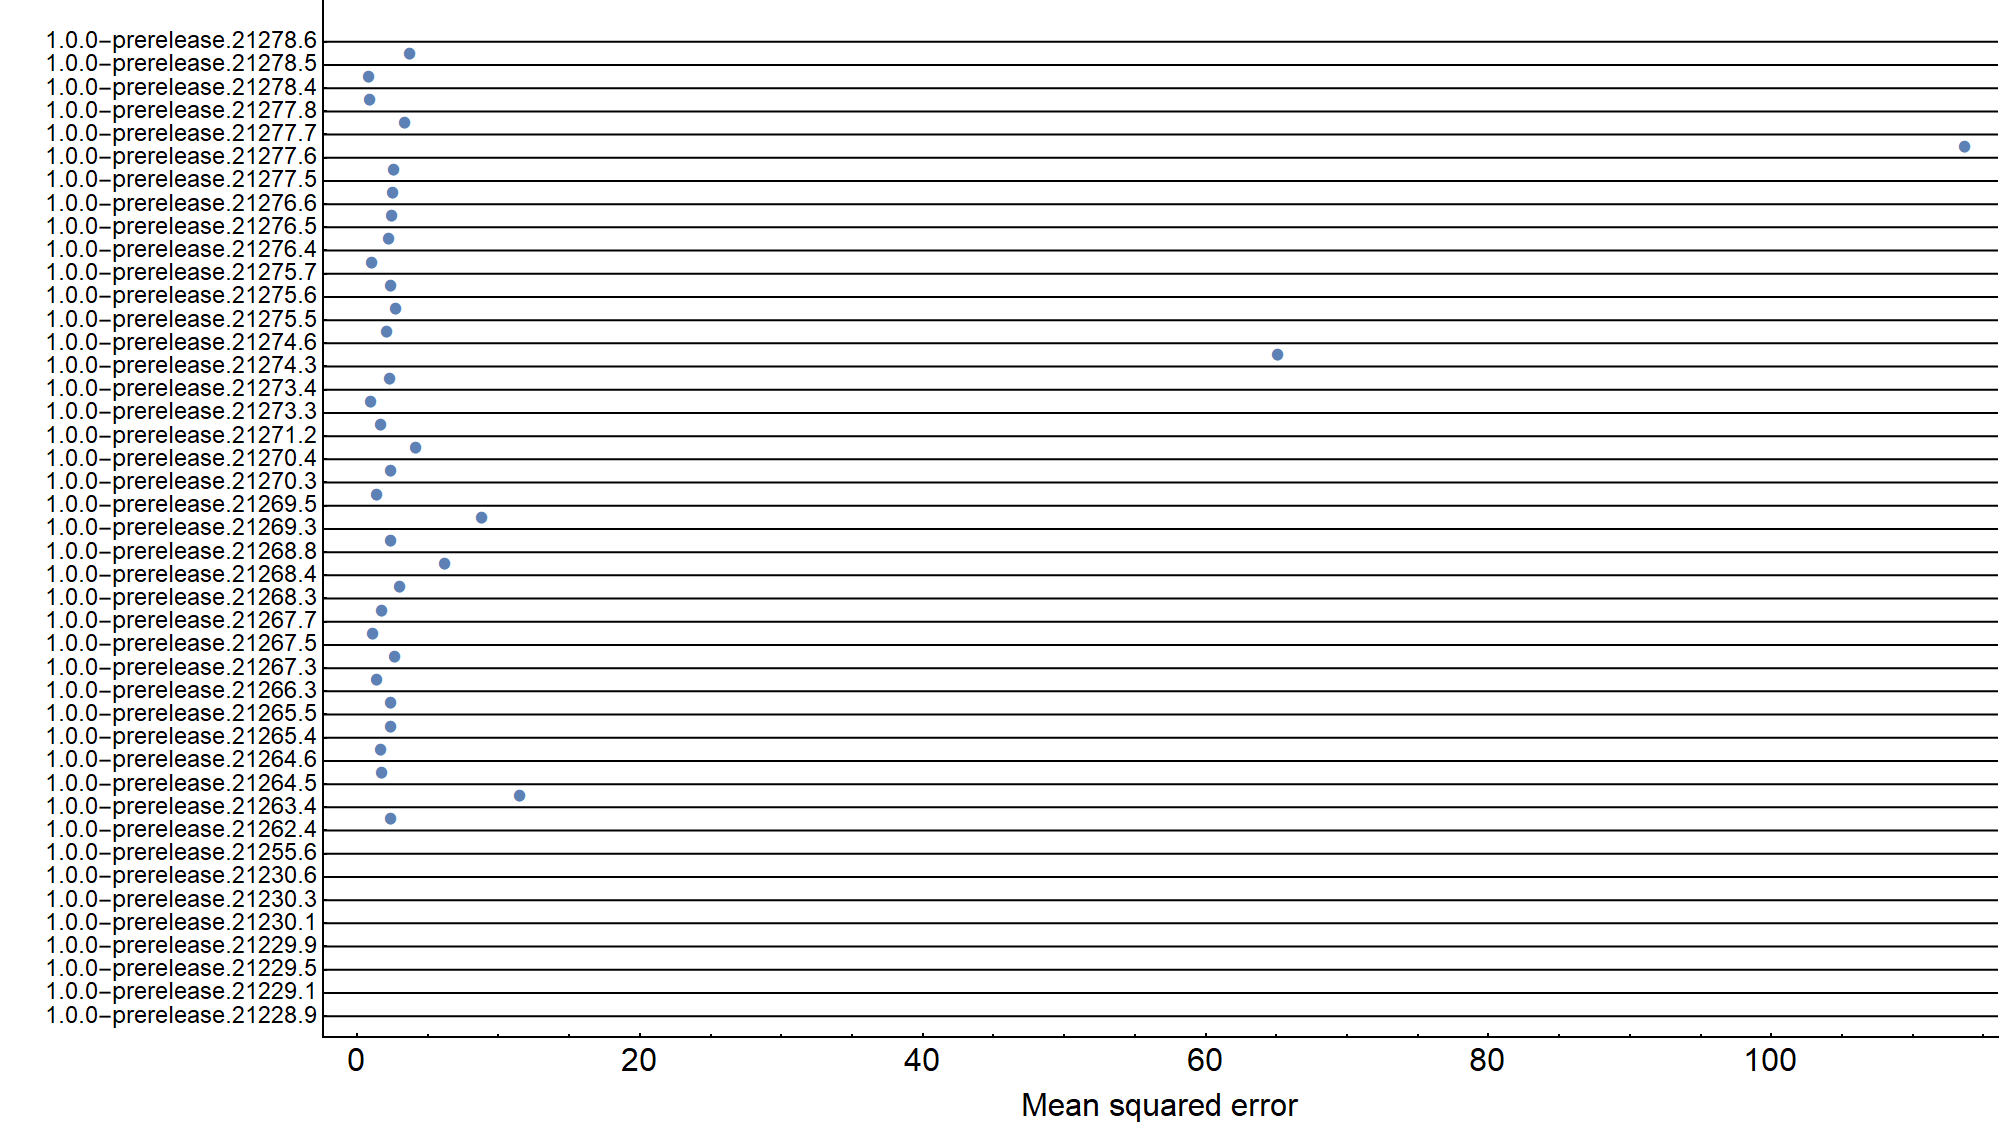 1.0.0−prerelease.21278.6
1.0.0−prerelease.21278.5
1.0.0−prerelease.21278.4
1.0.0−prerelease.21277.8
1.0.0−prerelease.21277.7
1.0.0−prerelease.21277.6
1.0.0−prerelease.21277.5
1.0.0−prerelease.21276.6
1.0.0−prerelease.21276.5
1.0.0−prerelease.21276.4
1.0.0−prerelease.21275.7
1.0.0−prerelease.21275.6
1.0.0−prerelease.21275.5
1.0.0−prerelease.21274.6
1.0.0−prerelease.21274.3
1.0.0−prerelease.21273.4
1.0.0−prerelease.21273.3
1.0.0−prerelease.21271.2
1.0.0−prerelease.21270.4
1.0.0−prerelease.21270.3
1.0.0−prerelease.21269.5
1.0.0−prerelease.21269.3
1.0.0−prerelease.21268.8
1.0.0−prerelease.21268.4
1.0.0−prerelease.21268.3
1.0.0−prerelease.21267.7
1.0.0−prerelease.21267.5
1.0.0−prerelease.21267.3
1.0.0−prerelease.21266.3
1.0.0−prerelease.21265.5
1.0.0−prerelease.21265.4
1.0.0−prerelease.21264.6
1.0.0−prerelease.21264.5
1.0.0−prerelease.21263.4
1.0.0−prerelease.21262.4
1.0.0−prerelease.21255.6
1.0.0−prerelease.21230.6
1.0.0−prerelease.21230.3
1.0.0−prerelease.21230.1
1.0.0−prerelease.21229.9
1.0.0−prerelease.21229.5
1.0.0−prerelease.21229.1
1.0.0−prerelease.21228.9
0 20 40 60 80 100
Mean squared error